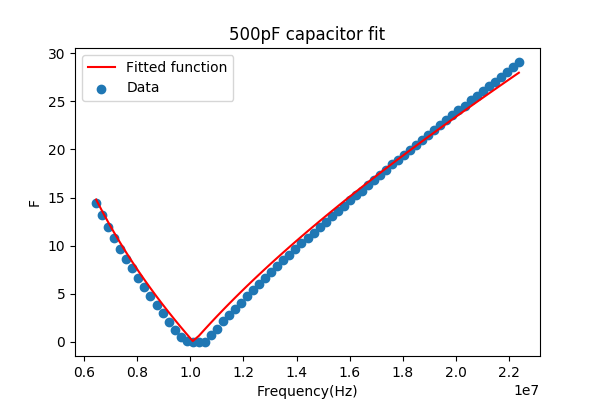 500pF capacitor fit
30
25
20
15
10
5
0
F
Fitted function
Data
0.6 0.8 1.0 1.2 1.4 1.6 1.8 2.0 2.2
1e7
Frequency(Hz)